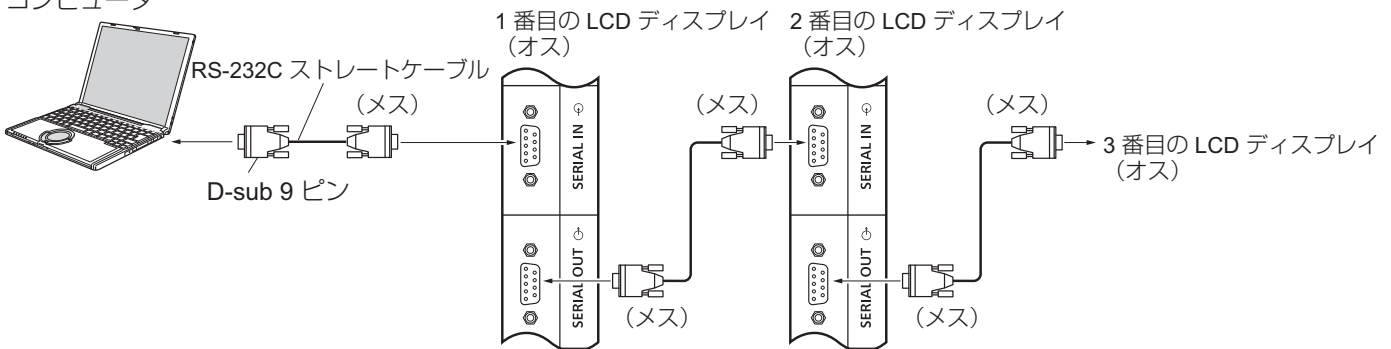 コンピュータ
1 番目の LCD ディスプレイ
（オス）
2 番目の LCD ディスプレイ
（オス）
RS-232C ストレートケーブル
（メス）
（メス）
（メス）
SERIAL IN
SERIAL IN
3 番目の LCD ディスプレイ
（オス）
D-sub 9 ピン
SERIAL OUT
SERIAL OUT
（メス）
（メス）